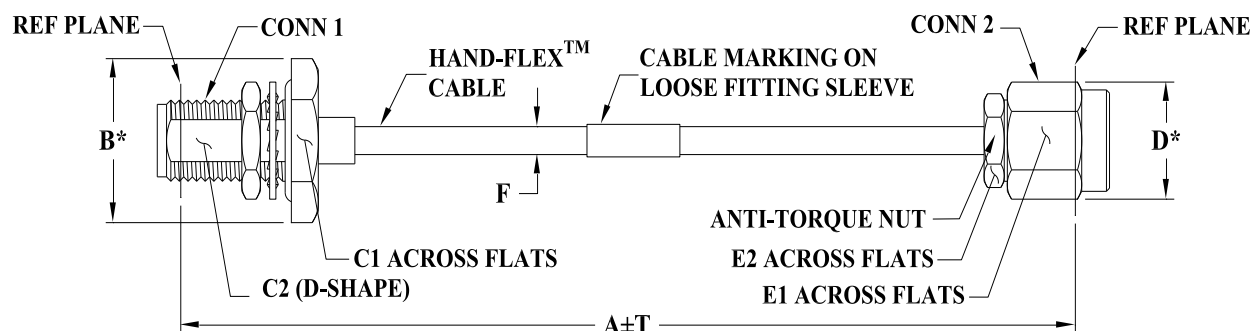 REF PLANE
CONN 1
HAND-FLEX™
CABLE
CABLE MARKING ON
LOOSE FITTING SLEEVE
CONN 2
REF PLANE
B*
D*
F
ANTI-TORQUE NUT
C1 ACROSS FLATS
E2 ACROSS FLATS
C2 (D-SHAPE)
E1 ACROSS FLATS
A±T